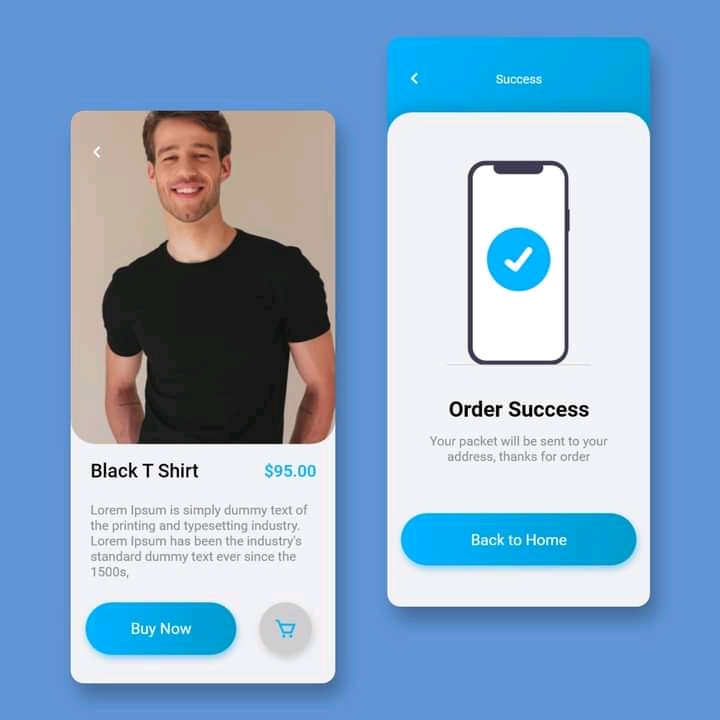 Black T Shirt
$95.00
Lorem Ipsum is simply dummy text of
the printing and typesetting industry.
Lorem Ipsum has been the industry's
standard dummy text ever since the
1500s,
Buy Now
Success
Order Success
Your packet will be sent to your
address, thanks for order
Back to Home